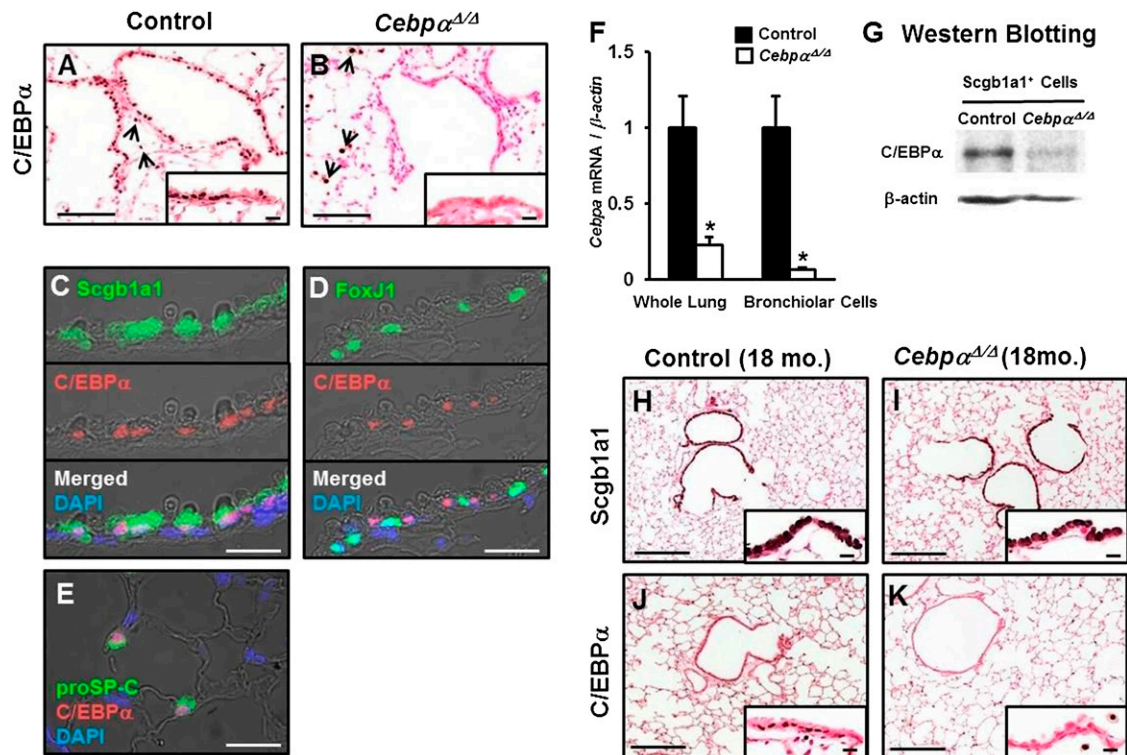 Control
Cebpα^Δ/Δ
C/EBPα
A
B
C
Scgb1a1
C/EBPα
Merged
DAPI
D
FoxJ1
C/EBPα
Merged
DAPI
E
proSP-C
C/EBPα
DAPI
F
Control
Cebpα^Δ/Δ
Cebpa mRNA / β-actin
1.5
1
0.5
0
*
*
Whole Lung
Bronchiolar Cells
G Western Blotting
Scgb1a1⁺ Cells
Control Cebpα^Δ/Δ
C/EBPα
β-actin
Control (18 mo.)
Cebpα^Δ/Δ (18mo.)
Scgb1a1
H
I
C/EBPα
J
K